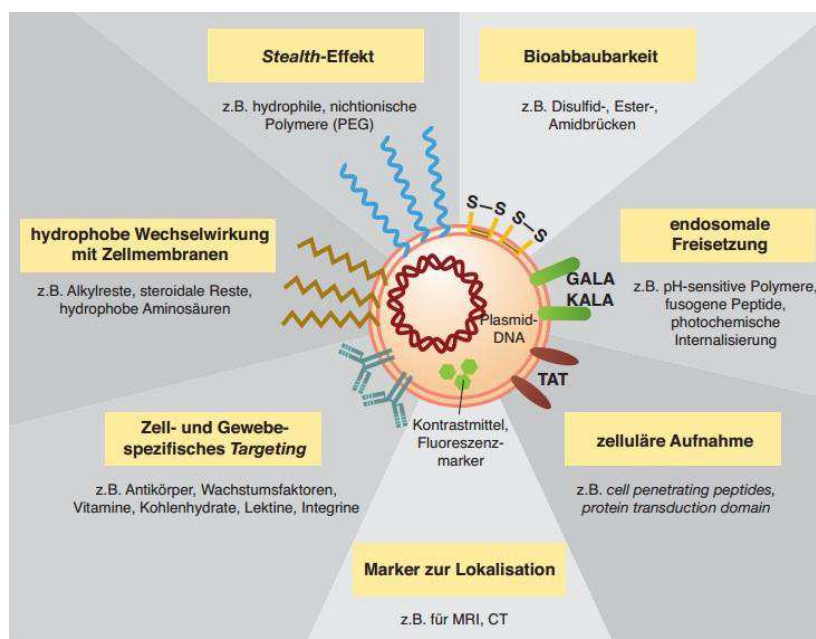 Stealth-Effekt
z.B. hydrophile, nichtionische
Polymere (PEG)
Bioabbaubarkeit
z.B. Disulfid-, Ester-,
Amidbrücken
S–S
S–S
hydrophobe Wechselwirkung
mit Zellmembranen
z.B. Alkylreste, steroidale Reste,
hydrophobe Aminosäuren
endosomale
Freisetzung
z.B. pH-sensitive Polymere,
fusogene Peptide,
photochemische
Internalisierung
GALA
KALA
Plasmid-
DNA
TAT
Kontrastmittel,
Fluoreszenz-
marker
Zell- und Gewebe-
spezifisches Targeting
z.B. Antikörper, Wachstumsfaktoren,
Vitamine, Kohlenhydrate, Lektine, Integrine
zelluläre Aufnahme
z.B. cell penetrating peptides,
protein transduction domain
Marker zur Lokalisation
z.B. für MRI, CT